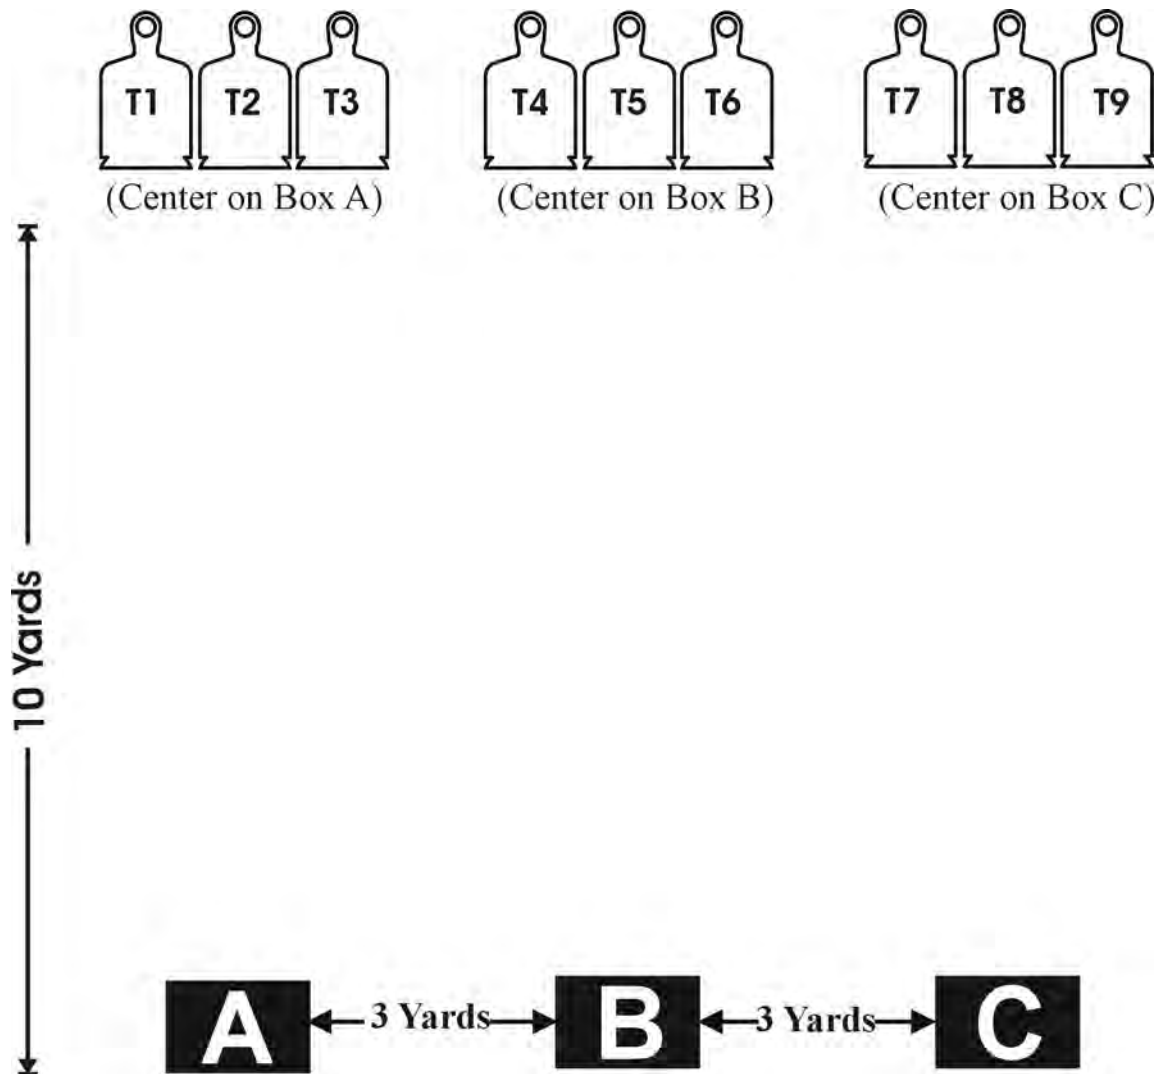 T1 T2 T3 T4 T5 T6 T7 T8 T9
(Center on Box A) (Center on Box B) (Center on Box C)
10 Yards
A 3 Yards B 3 Yards C